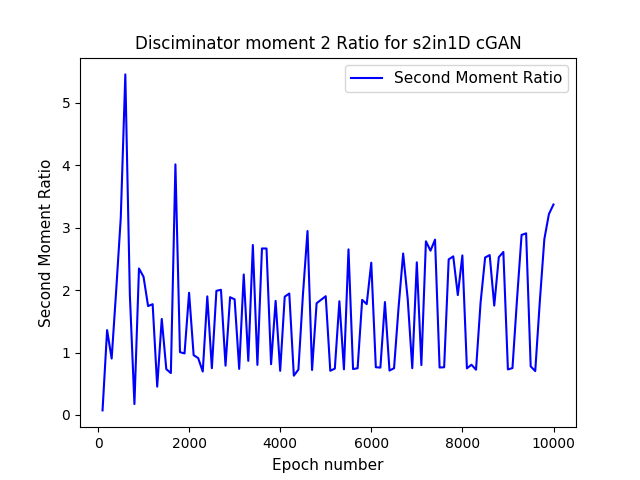 Disciminator moment 2 Ratio for s2in1D cGAN
Second Moment Ratio
Second Moment Ratio
5
4
3
2
1
0
0 2000 4000 6000 8000 10000
Epoch number